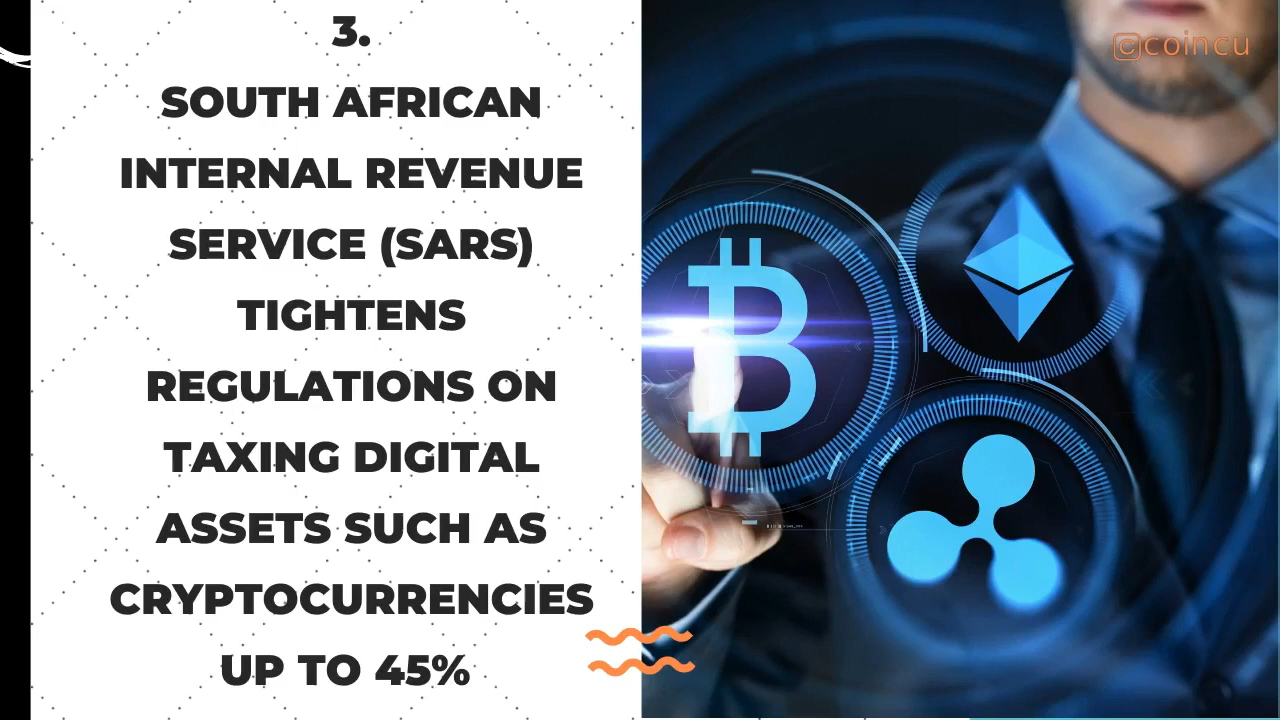 3.
SOUTH AFRICAN
INTERNAL REVENUE
SERVICE (SARS)
TIGHTENS
REGULATIONS ON
TAXING DIGITAL
ASSETS SUCH AS
CRYPTOCURRENCIES
UP TO 45%
©coincu